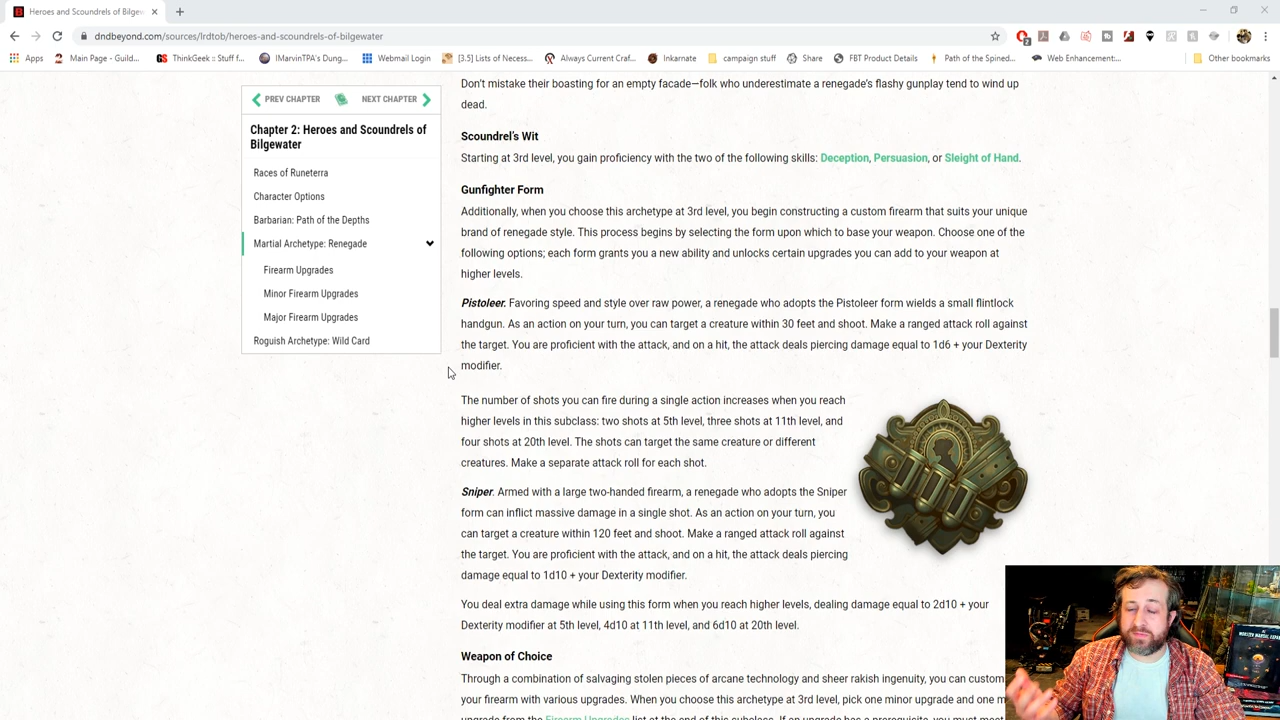 Heroes and Scoundrels of Bilgew
dndbeyond.com/sources/lrdtob/heroes-and-scoundrels-of-bilgewater
Apps
Main Page - Guild...
ThinkGeek :: Stuff f...
IMarvinTPA's Dung...
Webmail Login
[3.5] Lists of Necess...
Always Current Craf...
Inkarnate
campaign stuff
Share
FBT Product Details
Path of the Spined...
Web Enhancement:...
Other bookmarks
PREV CHAPTER
NEXT CHAPTER
Chapter 2: Heroes and Scoundrels of
Bilgewater
Races of Runeterra
Character Options
Barbarian: Path of the Depths
Martial Archetype: Renegade
Firearm Upgrades
Minor Firearm Upgrades
Major Firearm Upgrades
Roguish Archetype: Wild Card
Don't mistake their boasting for an empty facade—folk who underestimate a renegade's flashy gunplay tend to wind up
dead.
Scoundrel's Wit
Starting at 3rd level, you gain proficiency with the two of the following skills: Deception, Persuasion, or Sleight of Hand.
Gunfighter Form
Additionally, when you choose this archetype at 3rd level, you begin constructing a custom firearm that suits your unique
brand of renegade style. This process begins by selecting the form upon which to base your weapon. Choose one of the
following options; each form grants you a new ability and unlocks certain upgrades you can add to your weapon at
higher levels.
Pistoleer. Favoring speed and style over raw power, a renegade who adopts the Pistoleer form wields a small flintlock
handgun. As an action on your turn, you can target a creature within 30 feet and shoot. Make a ranged attack roll against
the target. You are proficient with the attack, and on a hit, the attack deals piercing damage equal to 1d6 + your Dexterity
modifier.
The number of shots you can fire during a single action increases when you reach
higher levels in this subclass: two shots at 5th level, three shots at 11th level, and
four shots at 20th level. The shots can target the same creature or different
creatures. Make a separate attack roll for each shot.
Sniper. Armed with a large two-handed firearm, a renegade who adopts the Sniper
form can inflict massive damage in a single shot. As an action on your turn, you
can target a creature within 120 feet and shoot. Make a ranged attack roll against
the target. You are proficient with the attack, and on a hit, the attack deals piercing
damage equal to 1d10 + your Dexterity modifier.
You deal extra damage while using this form when you reach higher levels, dealing damage equal to 2d10 + your
Dexterity modifier at 5th level, 4d10 at 11th level, and 6d10 at 20th level.
Weapon of Choice
Through a combination of salvaging stolen pieces of arcane technology and sheer rakish ingenuity, you can custom
your firearm with various upgrades. When you choose this archetype at 3rd level, pick one minor upgrade and one m
upgrade from the Firearm Upgrades list at the end of this subclass. If an upgrade has a prerequisite, you must meet